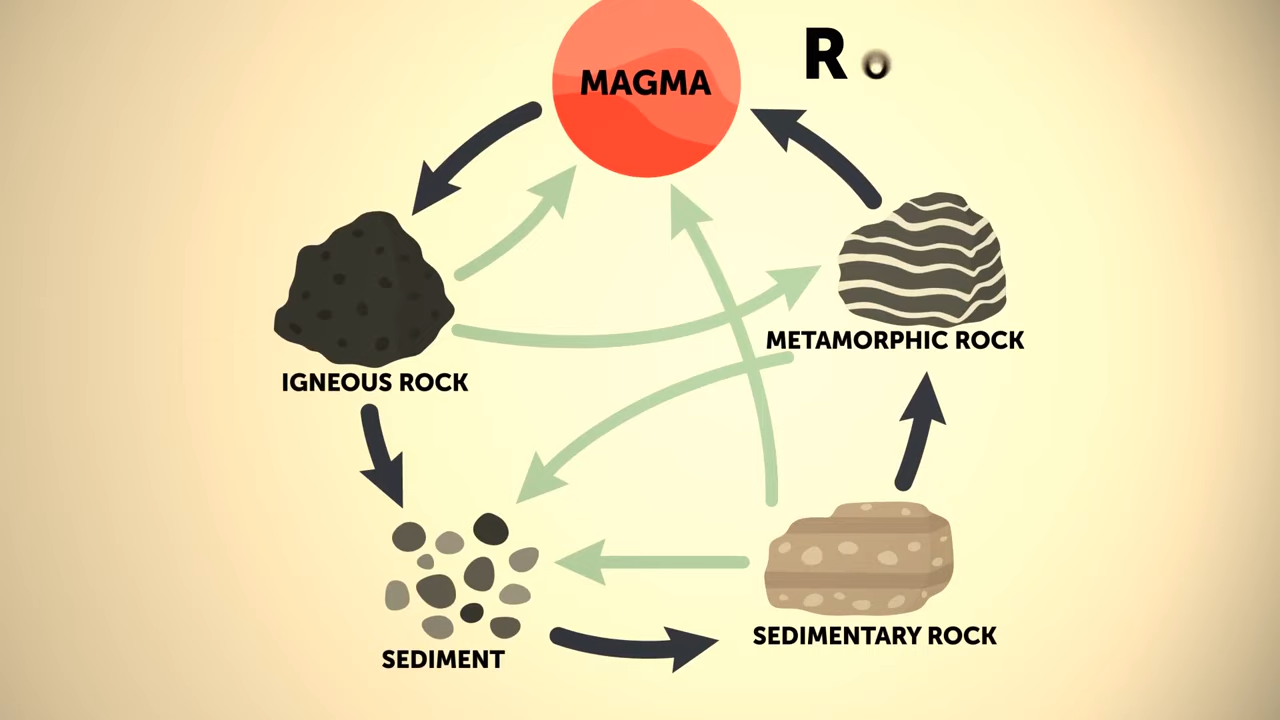 MAGMA
R o
METAMORPHIC ROCK
IGNEOUS ROCK
SEDIMENTARY ROCK
SEDIMENT